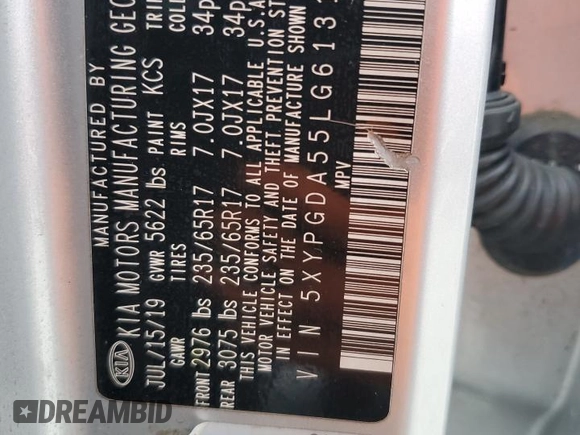 MANUFACTURED BY
KIA KIA MOTORS MANUFACTURING GEO
JUL/15/19 GVWR 5622 lbs PAINT KCS TRI
GAWR TIRES RIMS COL
FRONT 2976 lbs 235/65R17 7.0JX17 34p
REAR 3075 lbs 235/65R17 7.0JX17 34p
THIS VEHICLE CONFORMS TO ALL APPLICABLE U.S.A
MOTOR VEHICLE SAFETY AND THEFT PREVENTION ST
IN EFFECT ON THE DATE OF MANUFACTURE SHOWN
VIN 5XYPGDA55LG613
MPV
DREAMBID